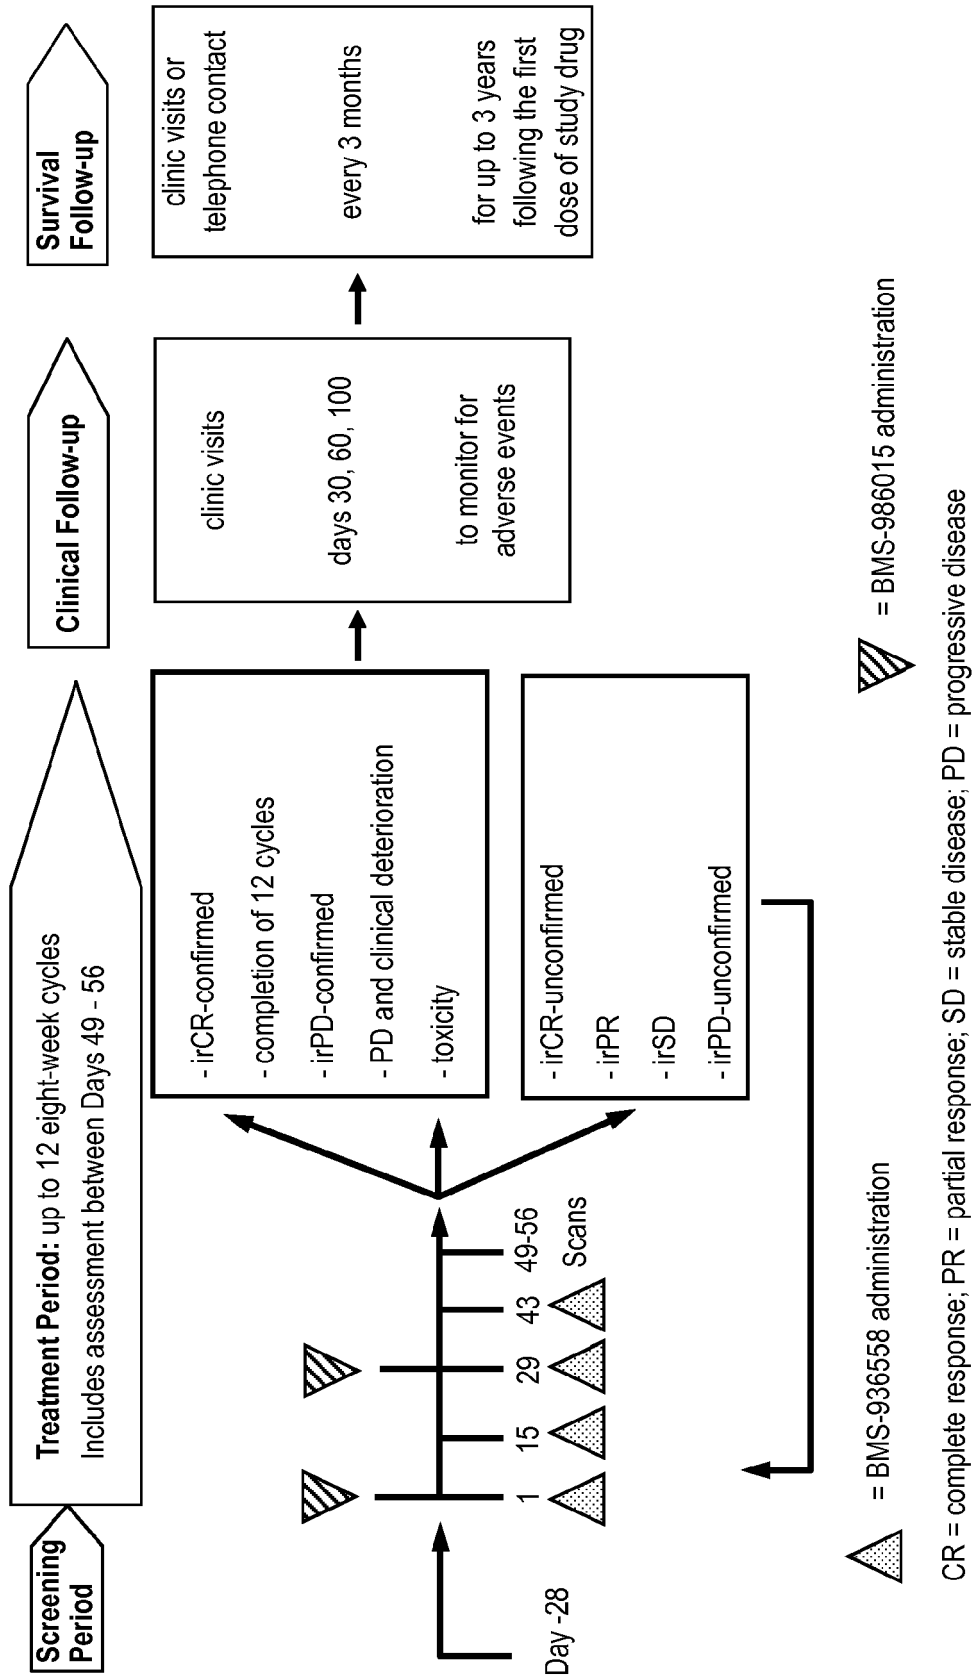 Screening
Period
Treatment Period: up to 12 eight-week cycles
Includes assessment between Days 49 - 56
Clinical Follow-up
Survival
Follow-up
Day -28
1
15
29
43
49-56
Scans
- irCR-confirmed
- completion of 12 cycles
- irPD-confirmed
- PD and clinical deterioration
- toxicity
- irCR-unconfirmed
- irPR
- irSD
- irPD-unconfirmed
clinic visits
days 30, 60, 100
to monitor for
adverse events
clinic visits or
telephone contact
every 3 months
for up to 3 years
following the first
dose of study drug
= BMS-936558 administration
= BMS-986015 administration
CR = complete response; PR = partial response; SD = stable disease; PD = progressive disease